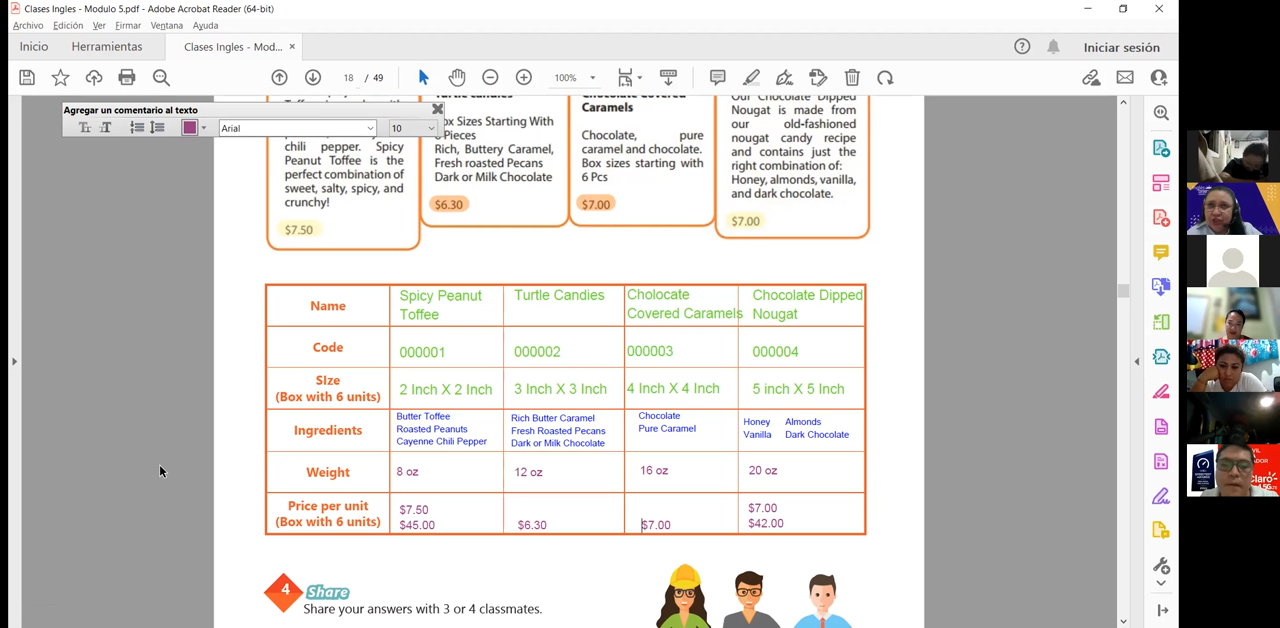 Clases Ingles - Modulo 5.pdf - Adobe Acrobat Reader (64-bit)
Archivo Edición Ver Firmar Ventana Ayuda
Inicio Herramientas Clases Ingles - Mod... × Iniciar sesión
18 / 49 100%
Agregar un comentario al texto
Arial 10
chili pepper. Spicy
Peanut Toffee is the
perfect combination of
sweet, salty, spicy, and
crunchy!
$7.50
ox Sizes Starting With
Pieces
Rich, Buttery Caramel,
Fresh roasted Pecans
Dark or Milk Chocolate
$6.30
Caramels
Chocolate, pure
caramel and chocolate.
Box sizes starting with
6 Pcs
$7.00
Our Chocolate Dipped
Nougat is made from
our old-fashioned
nougat candy recipe
and contains just the
right combination of:
Honey, almonds, vanilla,
and dark chocolate.
$7.00
Name
Spicy Peanut
Toffee
Turtle Candies
Cholocate
Covered Caramels
Chocolate Dipped
Nougat
Code 000001 000002 000003 000004
SIze
(Box with 6 units)
2 Inch X 2 Inch 3 Inch X 3 Inch 4 Inch X 4 Inch 5 inch X 5 Inch
Ingredients
Butter Toffee
Roasted Peanuts
Cayenne Chili Pepper
Rich Butter Caramel
Fresh Roasted Pecans
Dark or Milk Chocolate
Chocolate
Pure Caramel
Honey Almonds
Vanilla Dark Chocolate
Weight 8 oz 12 oz 16 oz 20 oz
Price per unit
(Box with 6 units)
$7.50
$45.00
$6.30
$7.00
$7.00
$42.00
4 Share
Share your answers with 3 or 4 classmates.
Claro